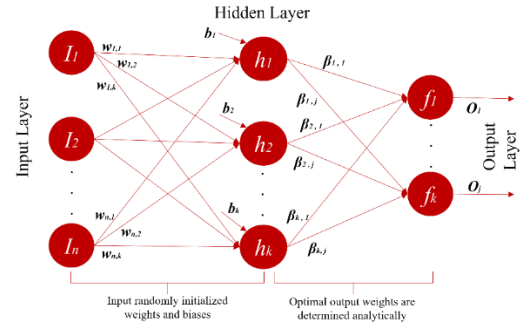 Hidden Layer
Input Layer
I1
I2
In
w1,1
w1,2
w1,k
wn,1
wn,2
wn,k
b1
b2
bk
h1
h2
hk
β1,1
β1,j
β2,1
β2,j
βk,1
βk,j
f1
fk
O1
Oj
Output
Layer
Input randomly initialized
weights and biases
Optimal output weights are
determined analytically